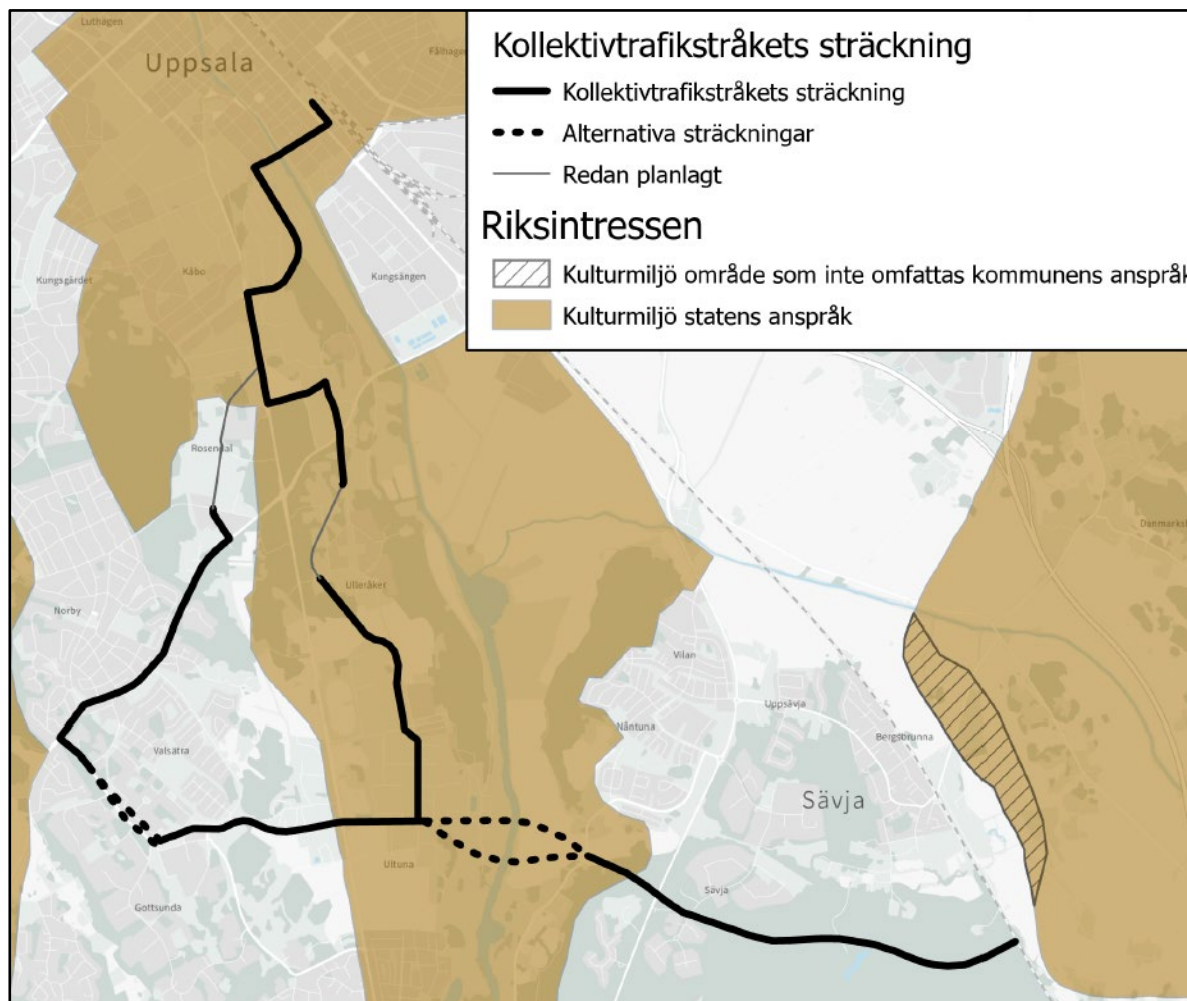 Luthagen
Uppsala
Fålhagen
Kollektivtrafikstråkets sträckning
Kollektivtrafikstråkets sträckning
Alternativa sträckningar
Redan planlagt
Riksintressen
Kulturmiljö område som inte omfattas kommunens anspråk
Kulturmiljö statens anspråk
Kungsgärdet
Kåbo
Kungsängen
Rosendal
Ulleråker
Norby
Valsätra
Vilan
Nåntuna
Uppsävja
Bergsbrunna
Sävja
Ultuna
Sävja
Gottsunda